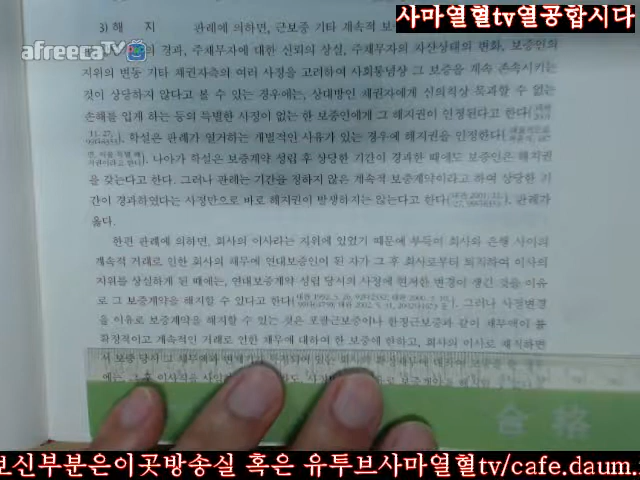 사마열혈tv열공합시다
afreecaTV
3) 해 지 판례에 의하면, 근보증 기타 계속적 보
의 경과, 주채무자에 대한 신뢰의 상실, 주채무자의 자산상태의 변화, 보증인의
지위의 변동 기타 채권자측의 여러 사정을 고려하여 사회통념상 그 보증을 계속 존속시키는
것이 상당하지 않다고 볼 수 있는 경우에는, 상대방인 채권자에게 신의칙상 묵과할 수 없는
손해를 입게 하는 등의 특별한 사정이 없는 한 보증인에게 그 해지권이 인정된다고 한다
학설은 판례가 열거하는 개별적인 사유가 있는 경우에 해지권을 인정한다
나아가 학설은 보증계약 성립 후 상당한 기간이 경과한 때에도 보증인은 해지권
을 갖는다고 한다. 그러나 판례는 기간을 정하지 않은 계속적 보증계약이라고 하여 상당한 기
간이 경과하였다는 사정만으로 바로 해지권이 발생하지는 않는다고 한다 판례가
옳다.
한편 판례에 의하면, 회사의 이사라는 지위에 있었기 때문에 부득이 회사와 은행 사이의
계속적 거래로 인한 회사의 채무에 연대보증인이 된 자가 그 후 회사로부터 퇴직하여 이사의
지위를 상실하게 된 때에는, 연대보증계약 성립 당시의 사정에 현저한 변경이 생긴 것을 이유
로 그 보증계약을 해지할 수 있다고 한다 그러나 사정변경
을 이유로 보증계약을 해지할 수 있는 것은 포괄근보증이나 한정근보증과 같이 채무액이 불
확정적이고 계속적인 거래로 인한 채무에 대하여 한 보증에 한하고, 회사의 이사로 재직하면
서 보증 당시 그 채무액과
合格
보신부분은이곳방송실 혹은 유투브사마열혈tv/cafe.daum.